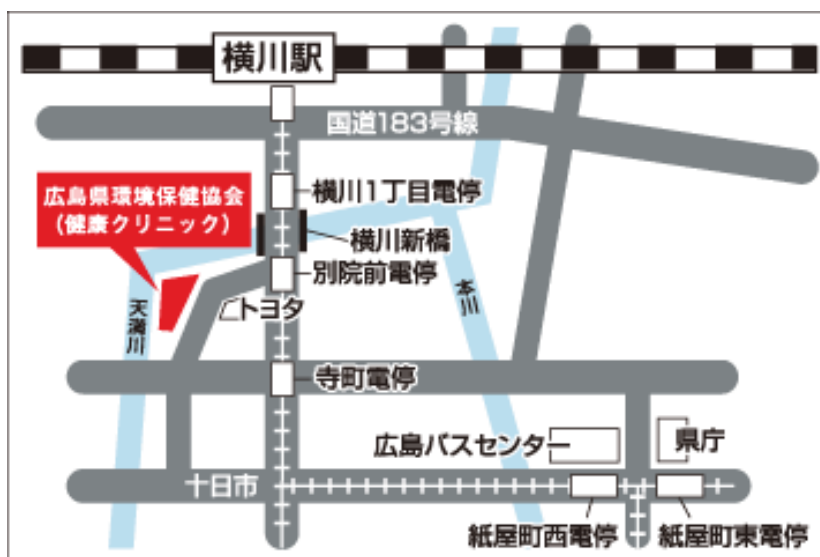 横川駅
国道183号線
広島県環境保健協会
(健康クリニック)
横川1丁目電停
横川新橋
別院前電停
トヨタ
天満川
本川
寺町電停
広島バスセンター
県庁
十日市
紙屋町西電停
紙屋町東電停